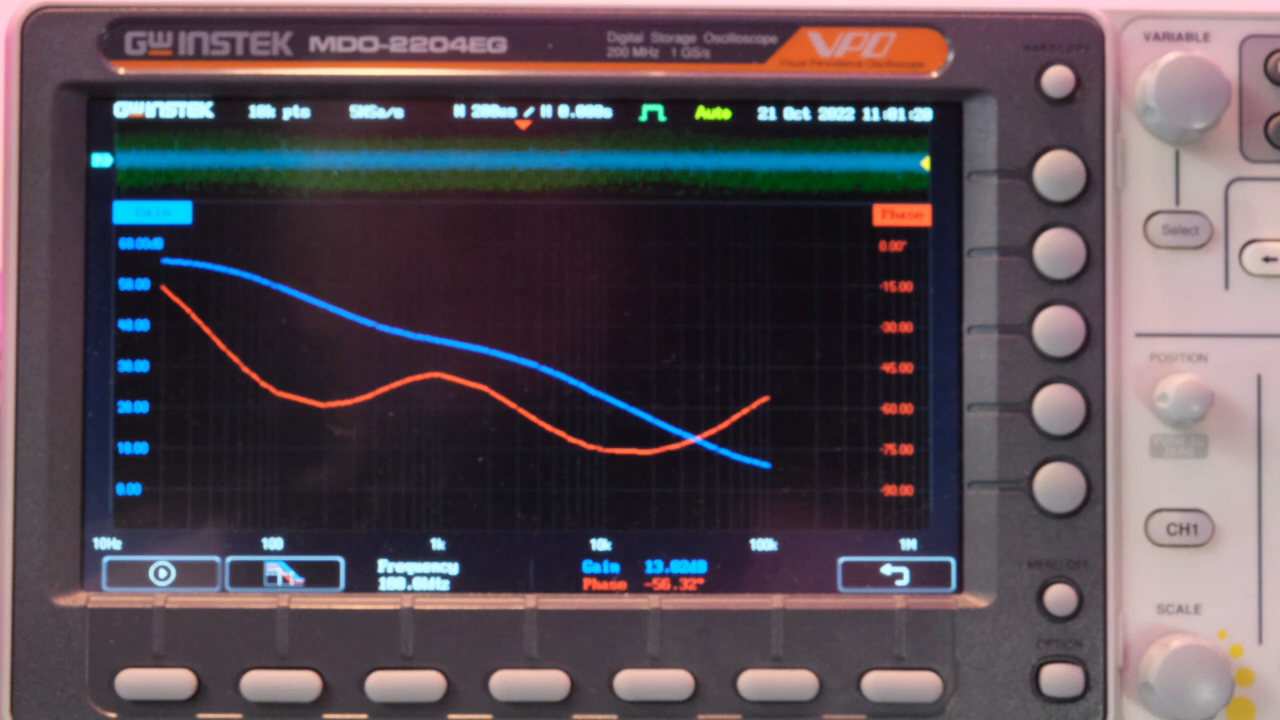 GW INSTEK MDO-2204EG Digital Storage Oscilloscope VPO
200 MHz 1 GS/s Visual Persistence Oscilloscope
HARDCOPY
VARIABLE
GW INSTEK 10k pts 5MSa/s H 200us H 0.000s Auto 21 Oct 2022 11:01:20
Gain Phase
Select
60.00dB 0.00°
50.00 -15.00
40.00 -30.00
30.00 -45.00
20.00 -60.00
10.00 -75.00
0.00 -90.00
10Hz 100 1k 10k 100k 1M
Frequency Gain 13.02dB
100.0kHz Phase -56.32°
POSITION
CH1
MENU OFF
SCALE
OPTION